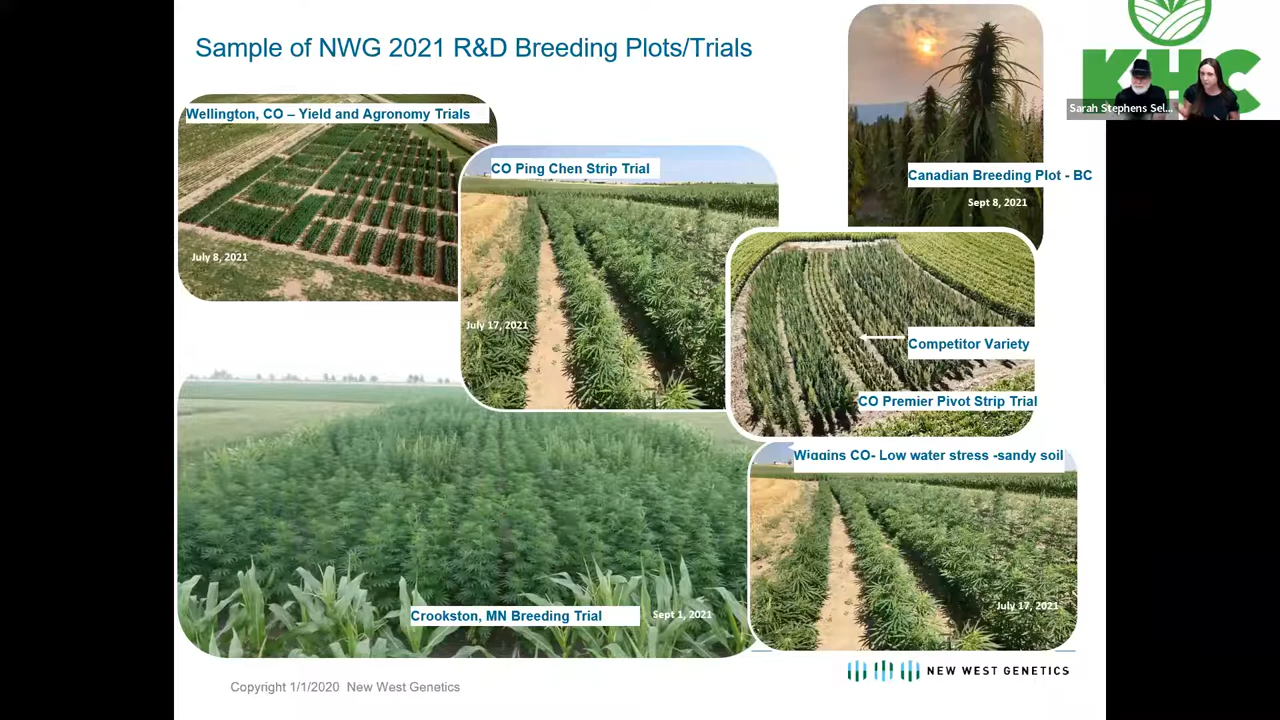 Sample of NWG 2021 R&D Breeding Plots/Trials
KHC
Sarah Stephens Sel...
Wellington, CO – Yield and Agronomy Trials
July 8, 2021
CO Ping Chen Strip Trial
July 17, 2021
Canadian Breeding Plot - BC
Sept 8, 2021
Competitor Variety
CO Premier Pivot Strip Trial
Wiggins CO- Low water stress -sandy soil
July 17, 2021
Crookston, MN Breeding Trial
Sept 1, 2021
NEW WEST GENETICS
Copyright 1/1/2020 New West Genetics